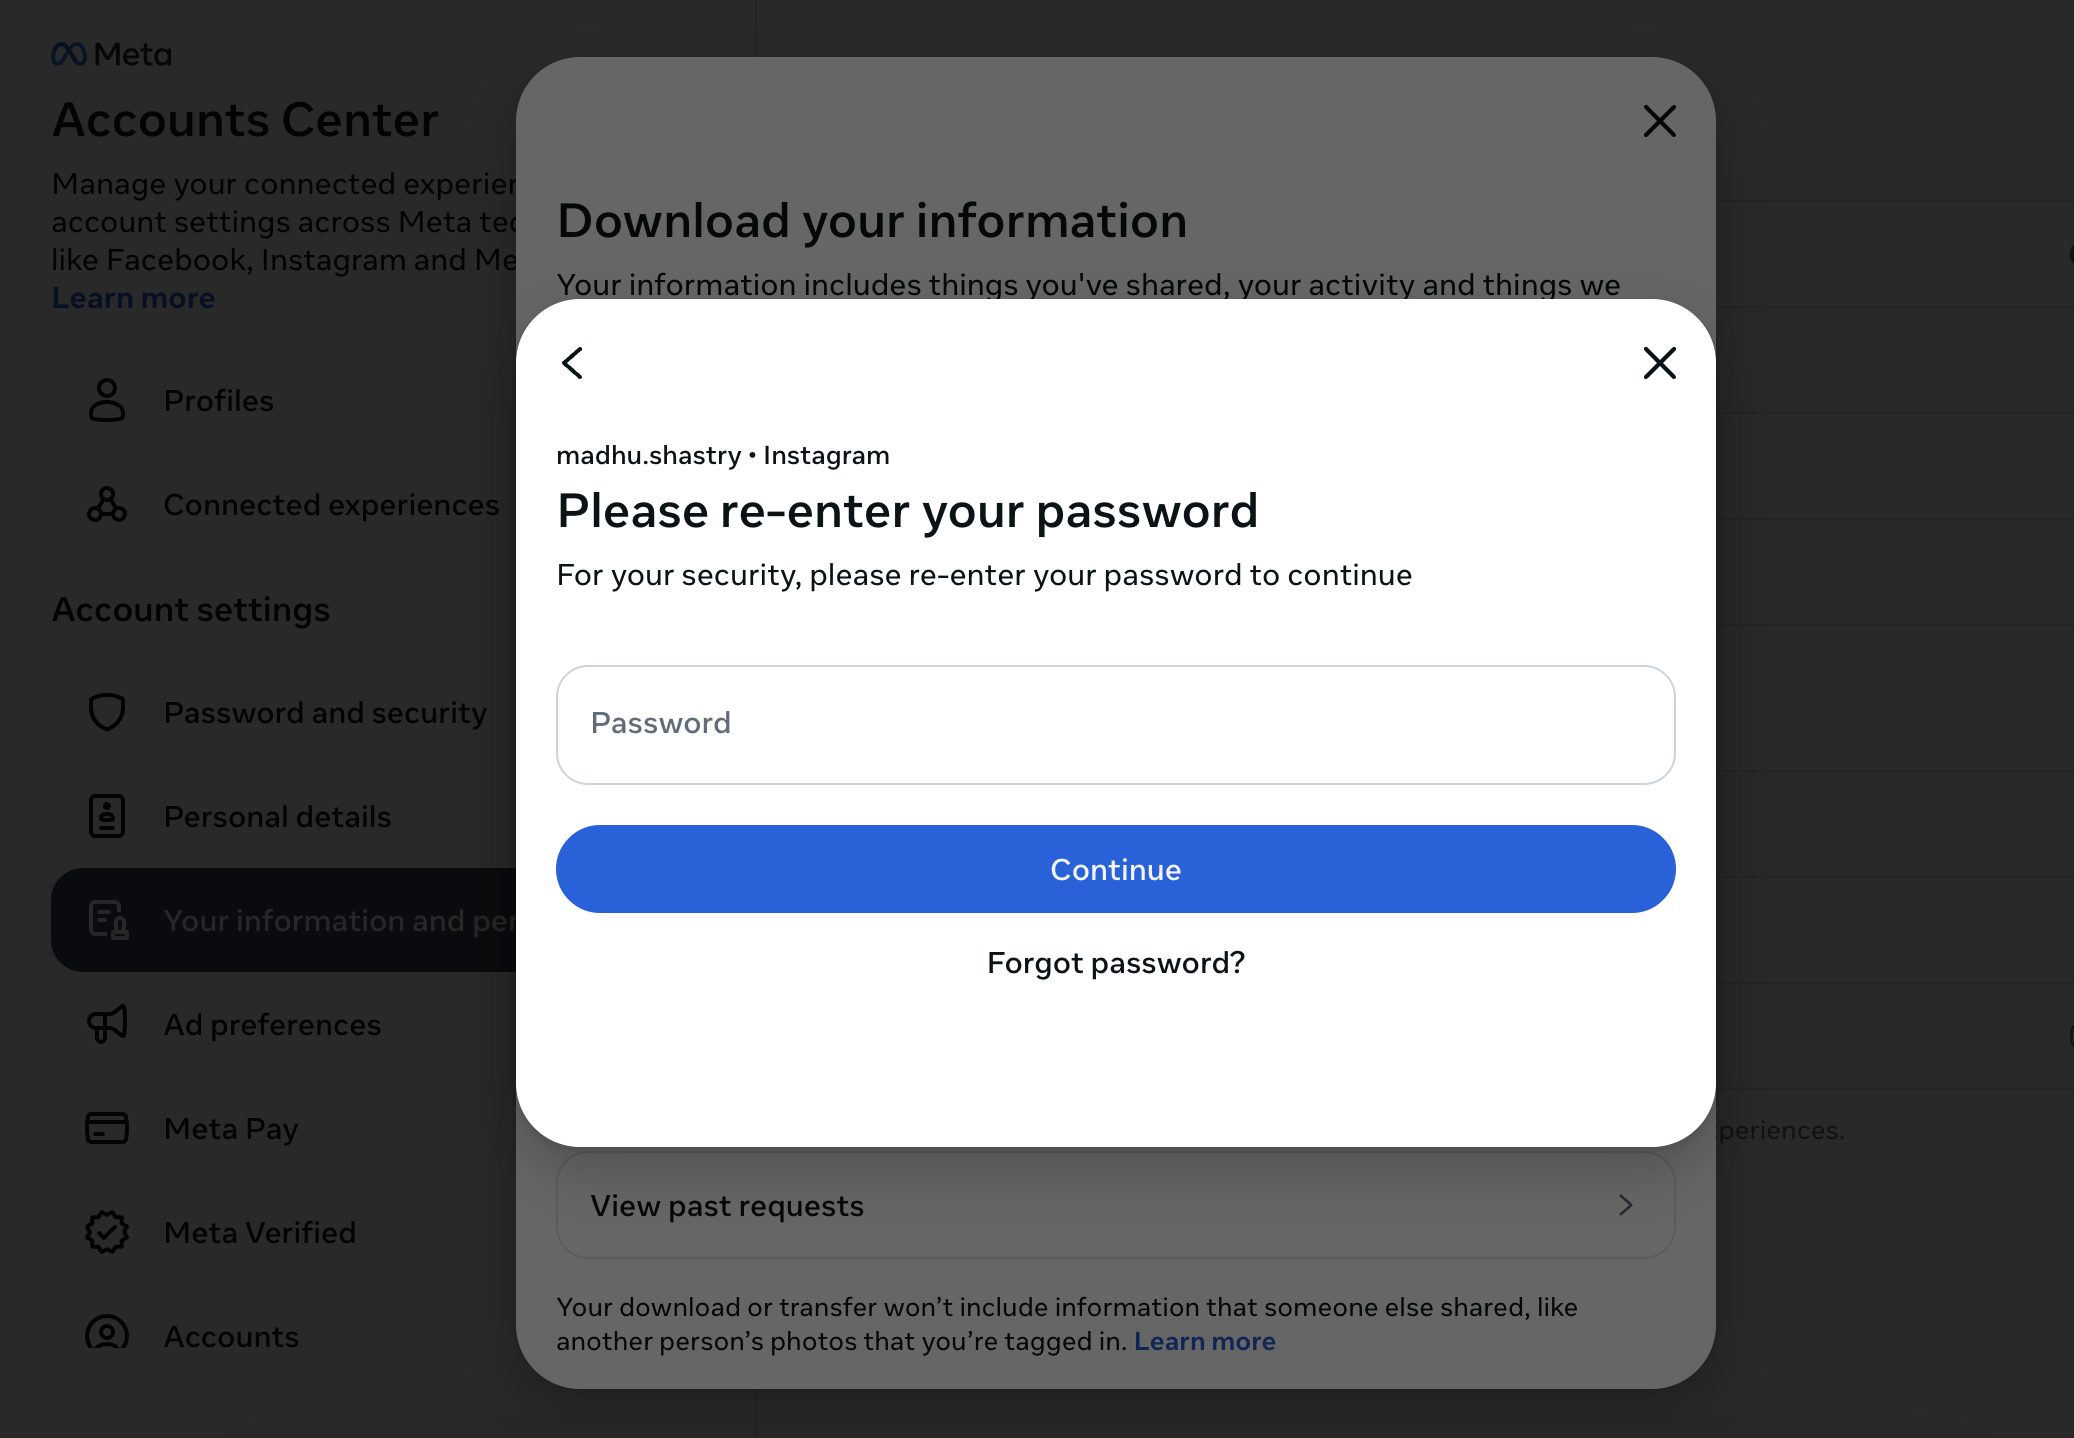 Meta
Accounts Center
Manage your connected experien
account settings across Meta tec
like Facebook, Instagram and Me
Learn more
Profiles
Connected experiences
Account settings
Password and security
Personal details
Your information and per
Ad preferences
Meta Pay
Meta Verified
Accounts
Download your information
Your information includes things you've shared, your activity and things we
madhu.shastry • Instagram
Please re-enter your password
For your security, please re-enter your password to continue
Password
Continue
Forgot password?
periences.
View past requests
Your download or transfer won’t include information that someone else shared, like
another person’s photos that you’re tagged in. Learn more